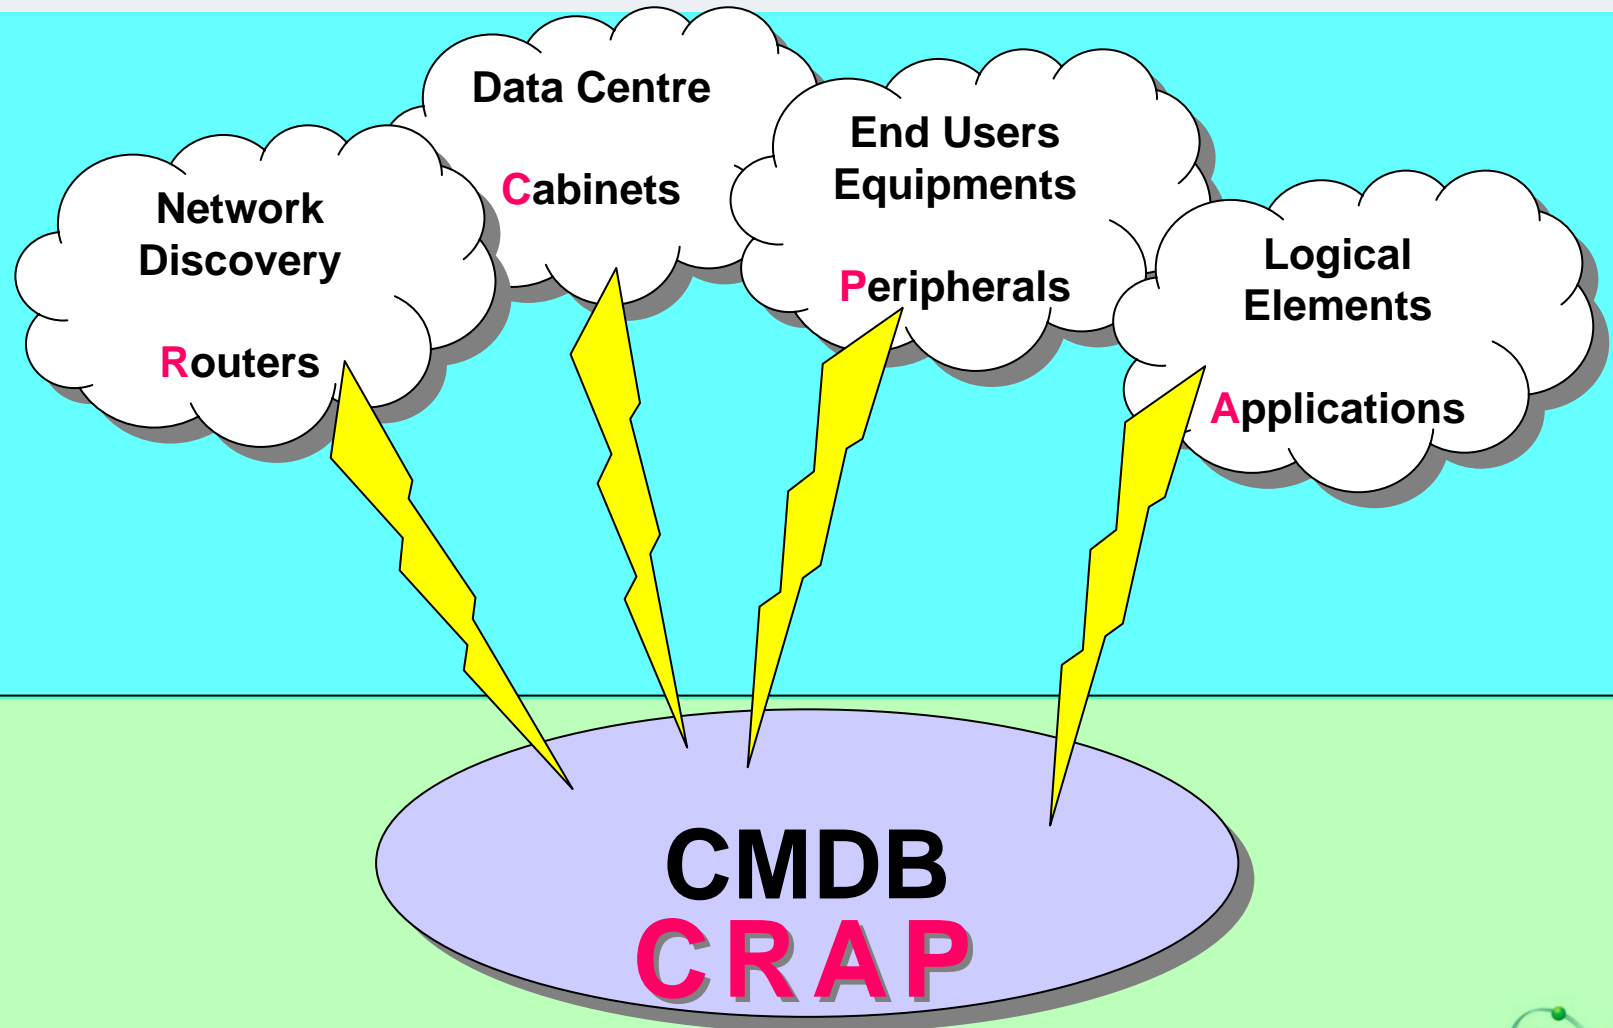 Network
Discovery
Routers
Data Centre
Cabinets
End Users
Equipments
Peripherals
Logical
Elements
Applications
CMDB
CRAP